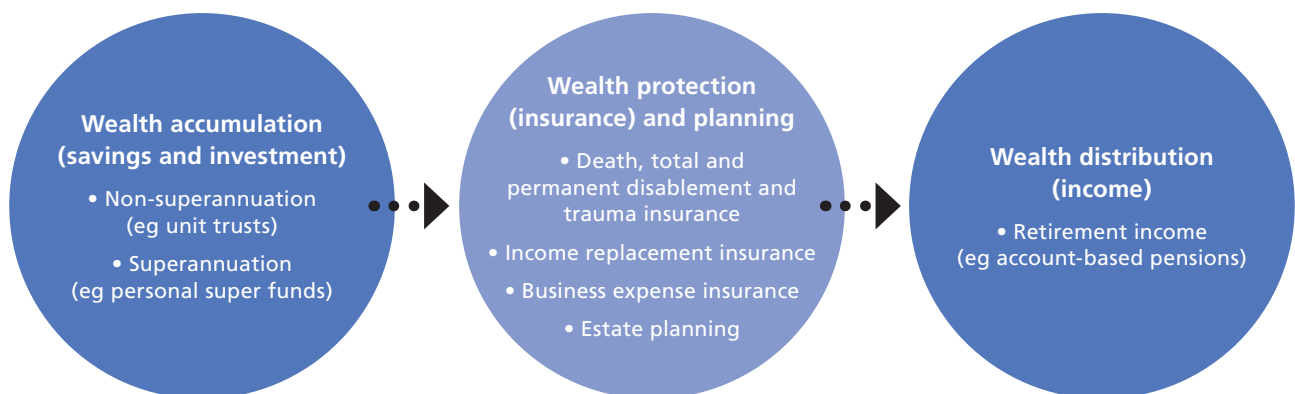 Wealth accumulation
(savings and investment)
• Non-superannuation
(eg unit trusts)
• Superannuation
(eg personal super funds)
Wealth protection
(insurance) and planning
• Death, total and
permanent disablement and
trauma insurance
• Income replacement insurance
• Business expense insurance
• Estate planning
Wealth distribution
(income)
• Retirement income
(eg account-based pensions)